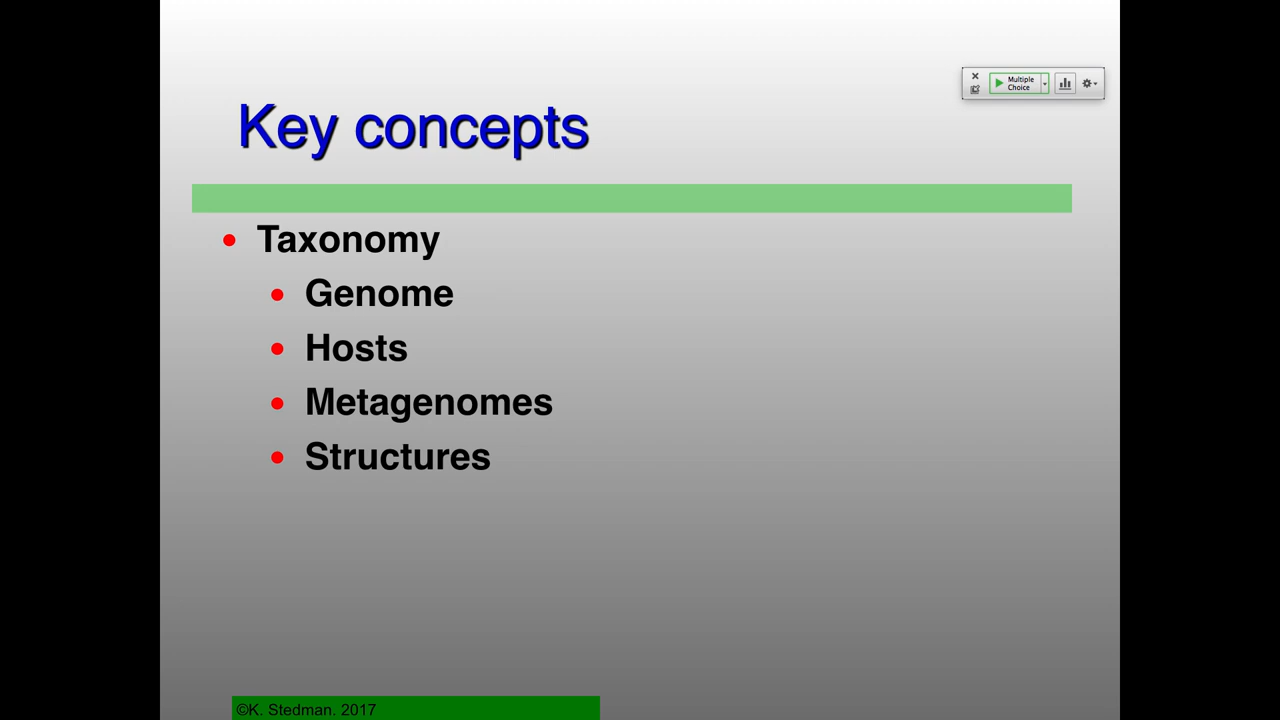 Multiple
Choice
Key concepts
• Taxonomy
• Genome
• Hosts
• Metagenomes
• Structures
©K. Stedman. 2017